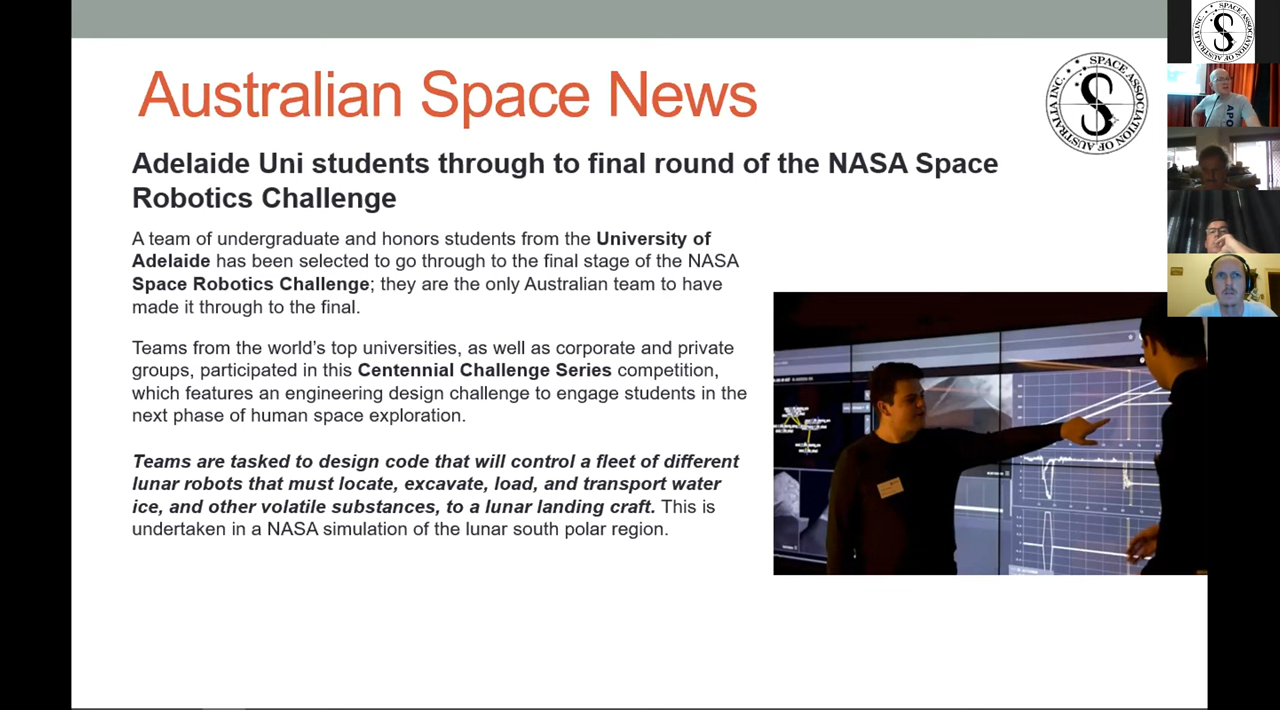 Australian Space News
SPACE ASSOCIATION OF AUSTRALIA INC.
Adelaide Uni students through to final round of the NASA Space
Robotics Challenge
A team of undergraduate and honors students from the University of
Adelaide has been selected to go through to the final stage of the NASA
Space Robotics Challenge; they are the only Australian team to have
made it through to the final.
Teams from the world’s top universities, as well as corporate and private
groups, participated in this Centennial Challenge Series competition,
which features an engineering design challenge to engage students in the
next phase of human space exploration.
Teams are tasked to design code that will control a fleet of different
lunar robots that must locate, excavate, load, and transport water
ice, and other volatile substances, to a lunar landing craft. This is
undertaken in a NASA simulation of the lunar south polar region.
SPACE ASSOCIATION OF AUSTRALIA INC.
APO